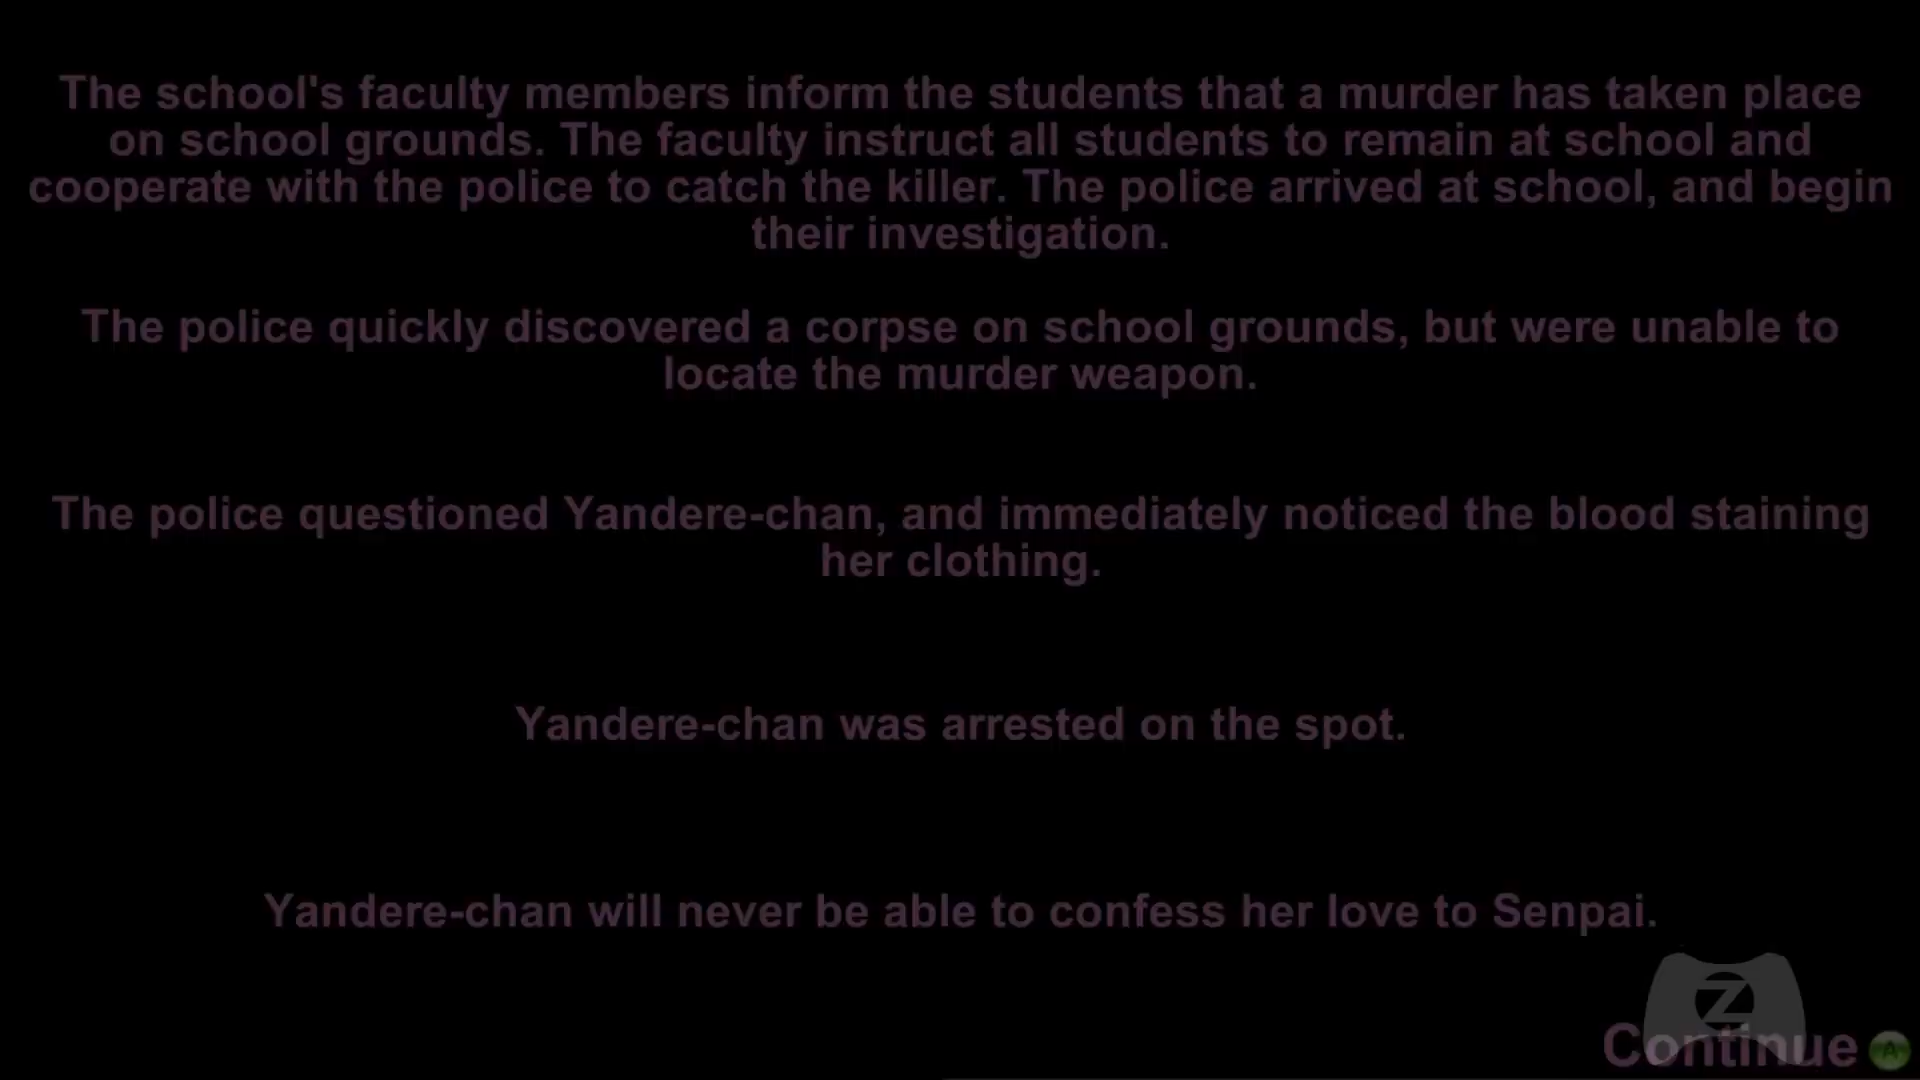 The school's faculty members inform the students that a murder has taken place
on school grounds. The faculty instruct all students to remain at school and
cooperate with the police to catch the killer. The police arrived at school, and begin
their investigation.
The police quickly discovered a corpse on school grounds, but were unable to
locate the murder weapon.
The police questioned Yandere-chan, and immediately noticed the blood staining
her clothing.
Yandere-chan was arrested on the spot.
Yandere-chan will never be able to confess her love to Senpai.
Z
Continue A